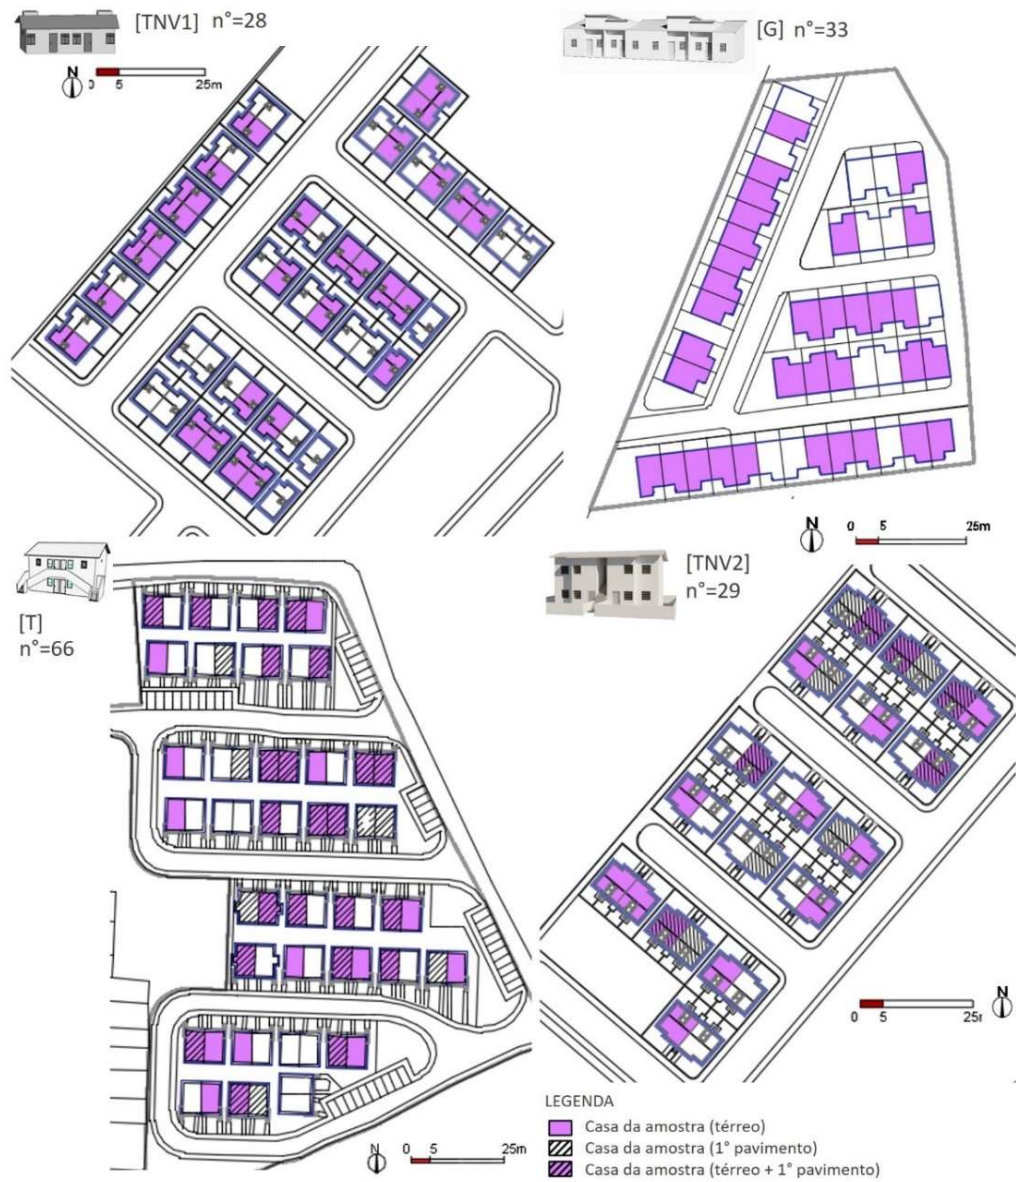 [TNV1] n°=28
N
0 5 25m
[G] n°=33
N
0 5 25m
[T]
n°=66
[TNV2]
n°=29
N
0 5 25m
N
0 5 25m
LEGENDA
Casa da amostra (térreo)
Casa da amostra (1° pavimento)
Casa da amostra (térreo + 1° pavimento)